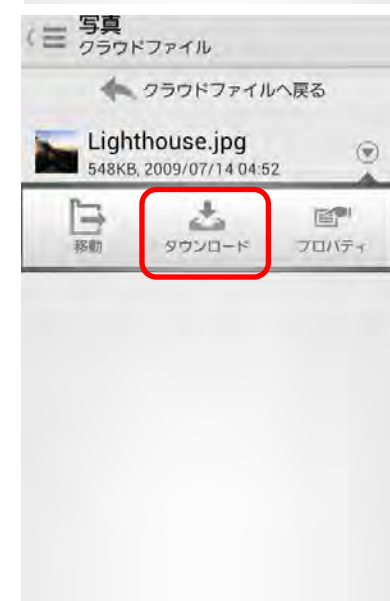 写真
クラウドファイル
クラウドファイルへ戻る
Lighthouse.jpg
548KB, 2009/07/14 04:52
移動 ダウンロード プロパティ